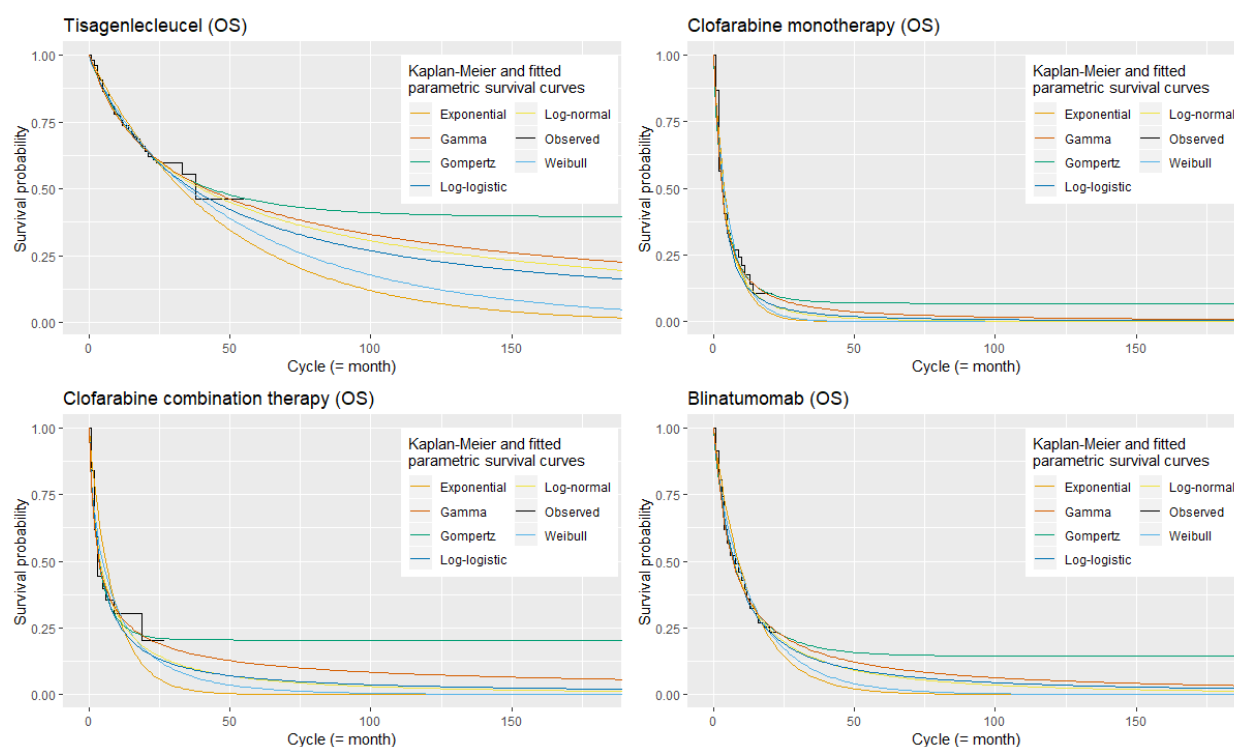 Tisagenlecleucel (OS)
Survival probability
1.00
0.75
0.50
0.25
0.00
Kaplan-Meier and fitted
parametric survival curves
Exponential
Gamma
Gompertz
Log-logistic
Log-normal
Observed
Weibull
0
50
100
150
Cycle (= month)
Clofarabine monotherapy (OS)
Survival probability
1.00
0.75
0.50
0.25
0.00
Kaplan-Meier and fitted
parametric survival curves
Exponential
Gamma
Gompertz
Log-logistic
Log-normal
Observed
Weibull
0
50
100
150
Cycle (= month)
Clofarabine combination therapy (OS)
Survival probability
1.00
0.75
0.50
0.25
0.00
Kaplan-Meier and fitted
parametric survival curves
Exponential
Gamma
Gompertz
Log-logistic
Log-normal
Observed
Weibull
0
50
100
150
Cycle (= month)
Blinatumomab (OS)
Survival probability
1.00
0.75
0.50
0.25
0.00
Kaplan-Meier and fitted
parametric survival curves
Exponential
Gamma
Gompertz
Log-logistic
Log-normal
Observed
Weibull
0
50
100
150
Cycle (= month)